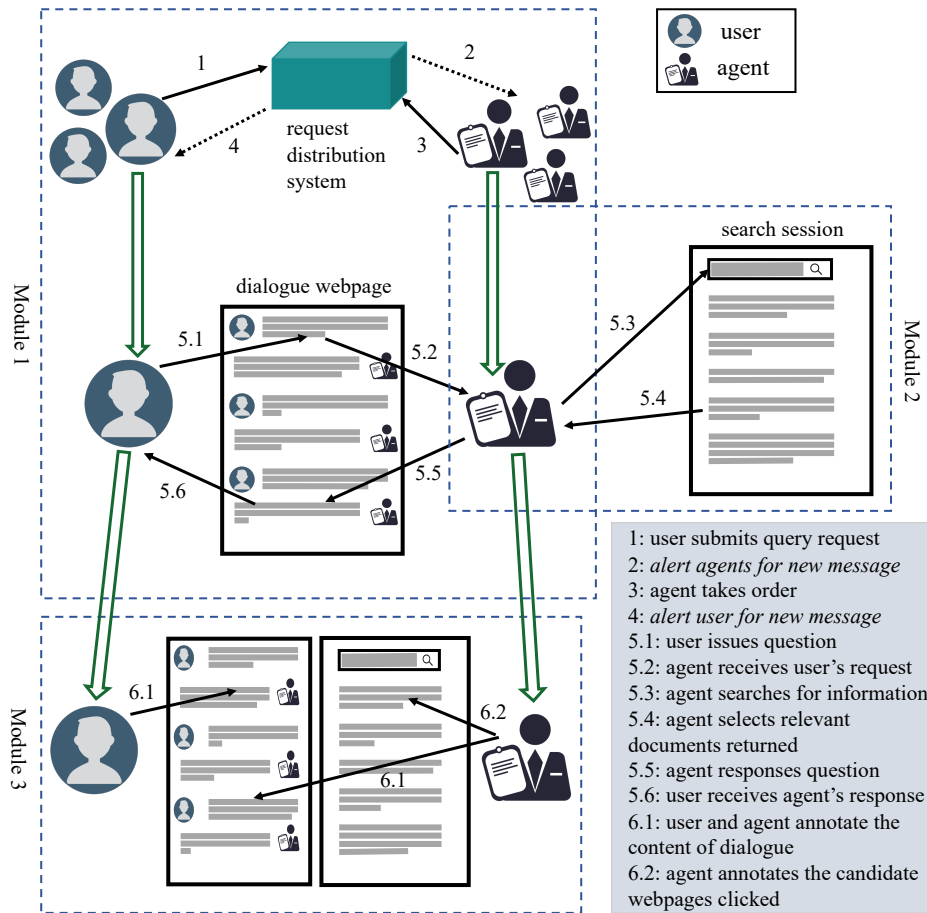 user
agent
1
2
3
4
request
distribution
system
Module 1
dialogue webpage
search session
Module 2
5.1
5.2
5.3
5.4
5.5
5.6
Module 3
6.1
6.2
6.1
1: user submits query request
2: alert agents for new message
3: agent takes order
4: alert user for new message
5.1: user issues question
5.2: agent receives user's request
5.3: agent searches for information
5.4: agent selects relevant
documents returned
5.5: agent responses question
5.6: user receives agent's response
6.1: user and agent annotate the
content of dialogue
6.2: agent annotates the candidate
webpages clicked